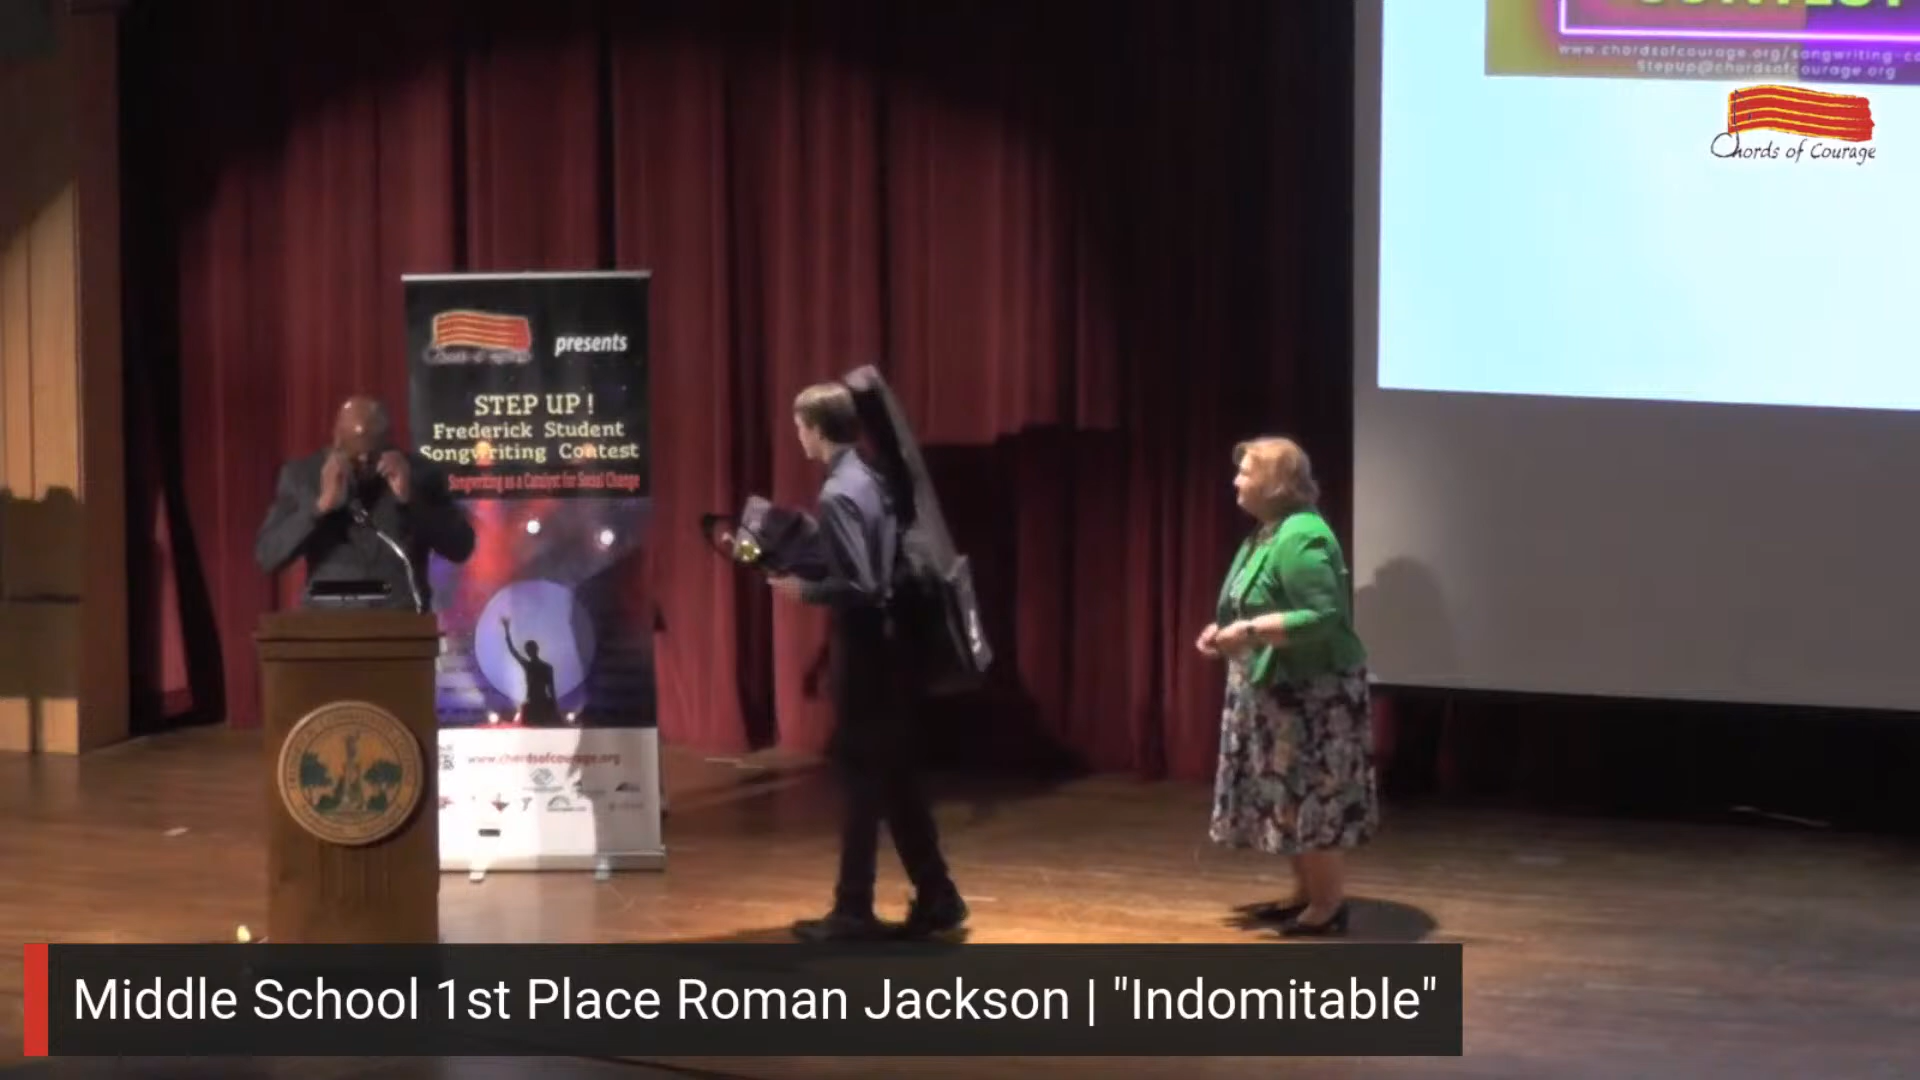 www.chordsofcourage.org/songwriting-co
Stepup@chordsofcourage.org
Chords of Courage
presents
STEP UP !
Frederick Student
Songwriting Contest
Songwriting as a Catalyst for Social Change
www.chordsofcourage.org
Middle School 1st Place Roman Jackson | "Indomitable"